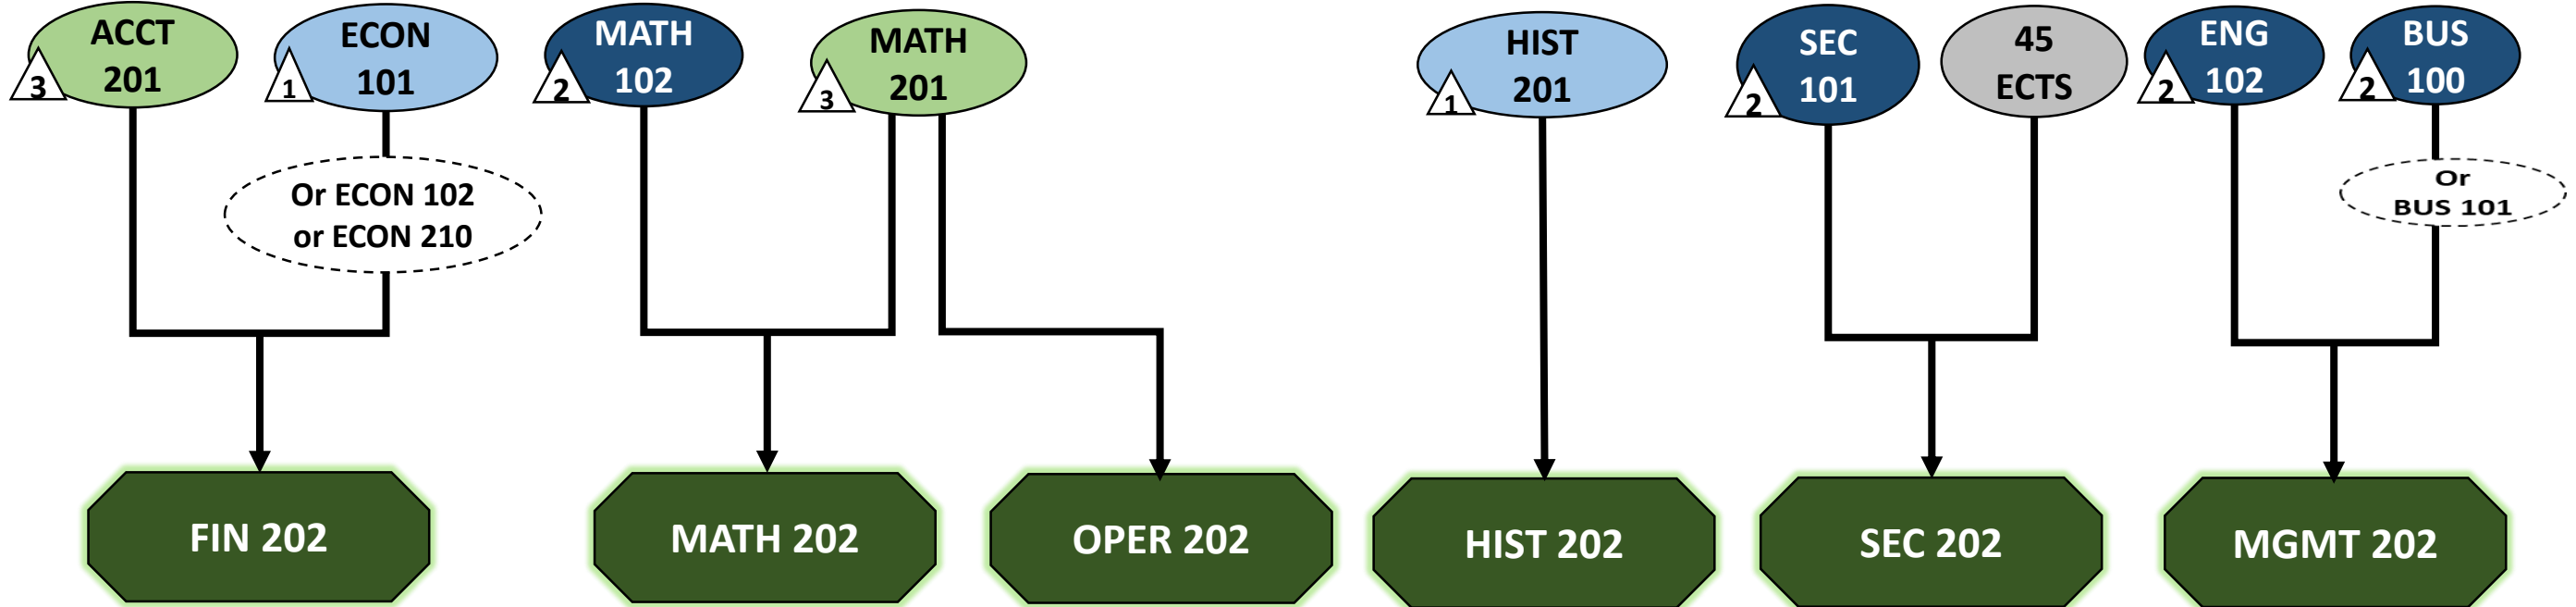 ACCT
201
3
ECON
101
1
MATH
102
2
MATH
201
3
HIST
201
1
SEC
101
2
45
ECTS
ENG
102
2
BUS
100
2
Or ECON 102
or ECON 210
Or
BUS 101
FIN 202
MATH 202
OPER 202
HIST 202
SEC 202
MGMT 202